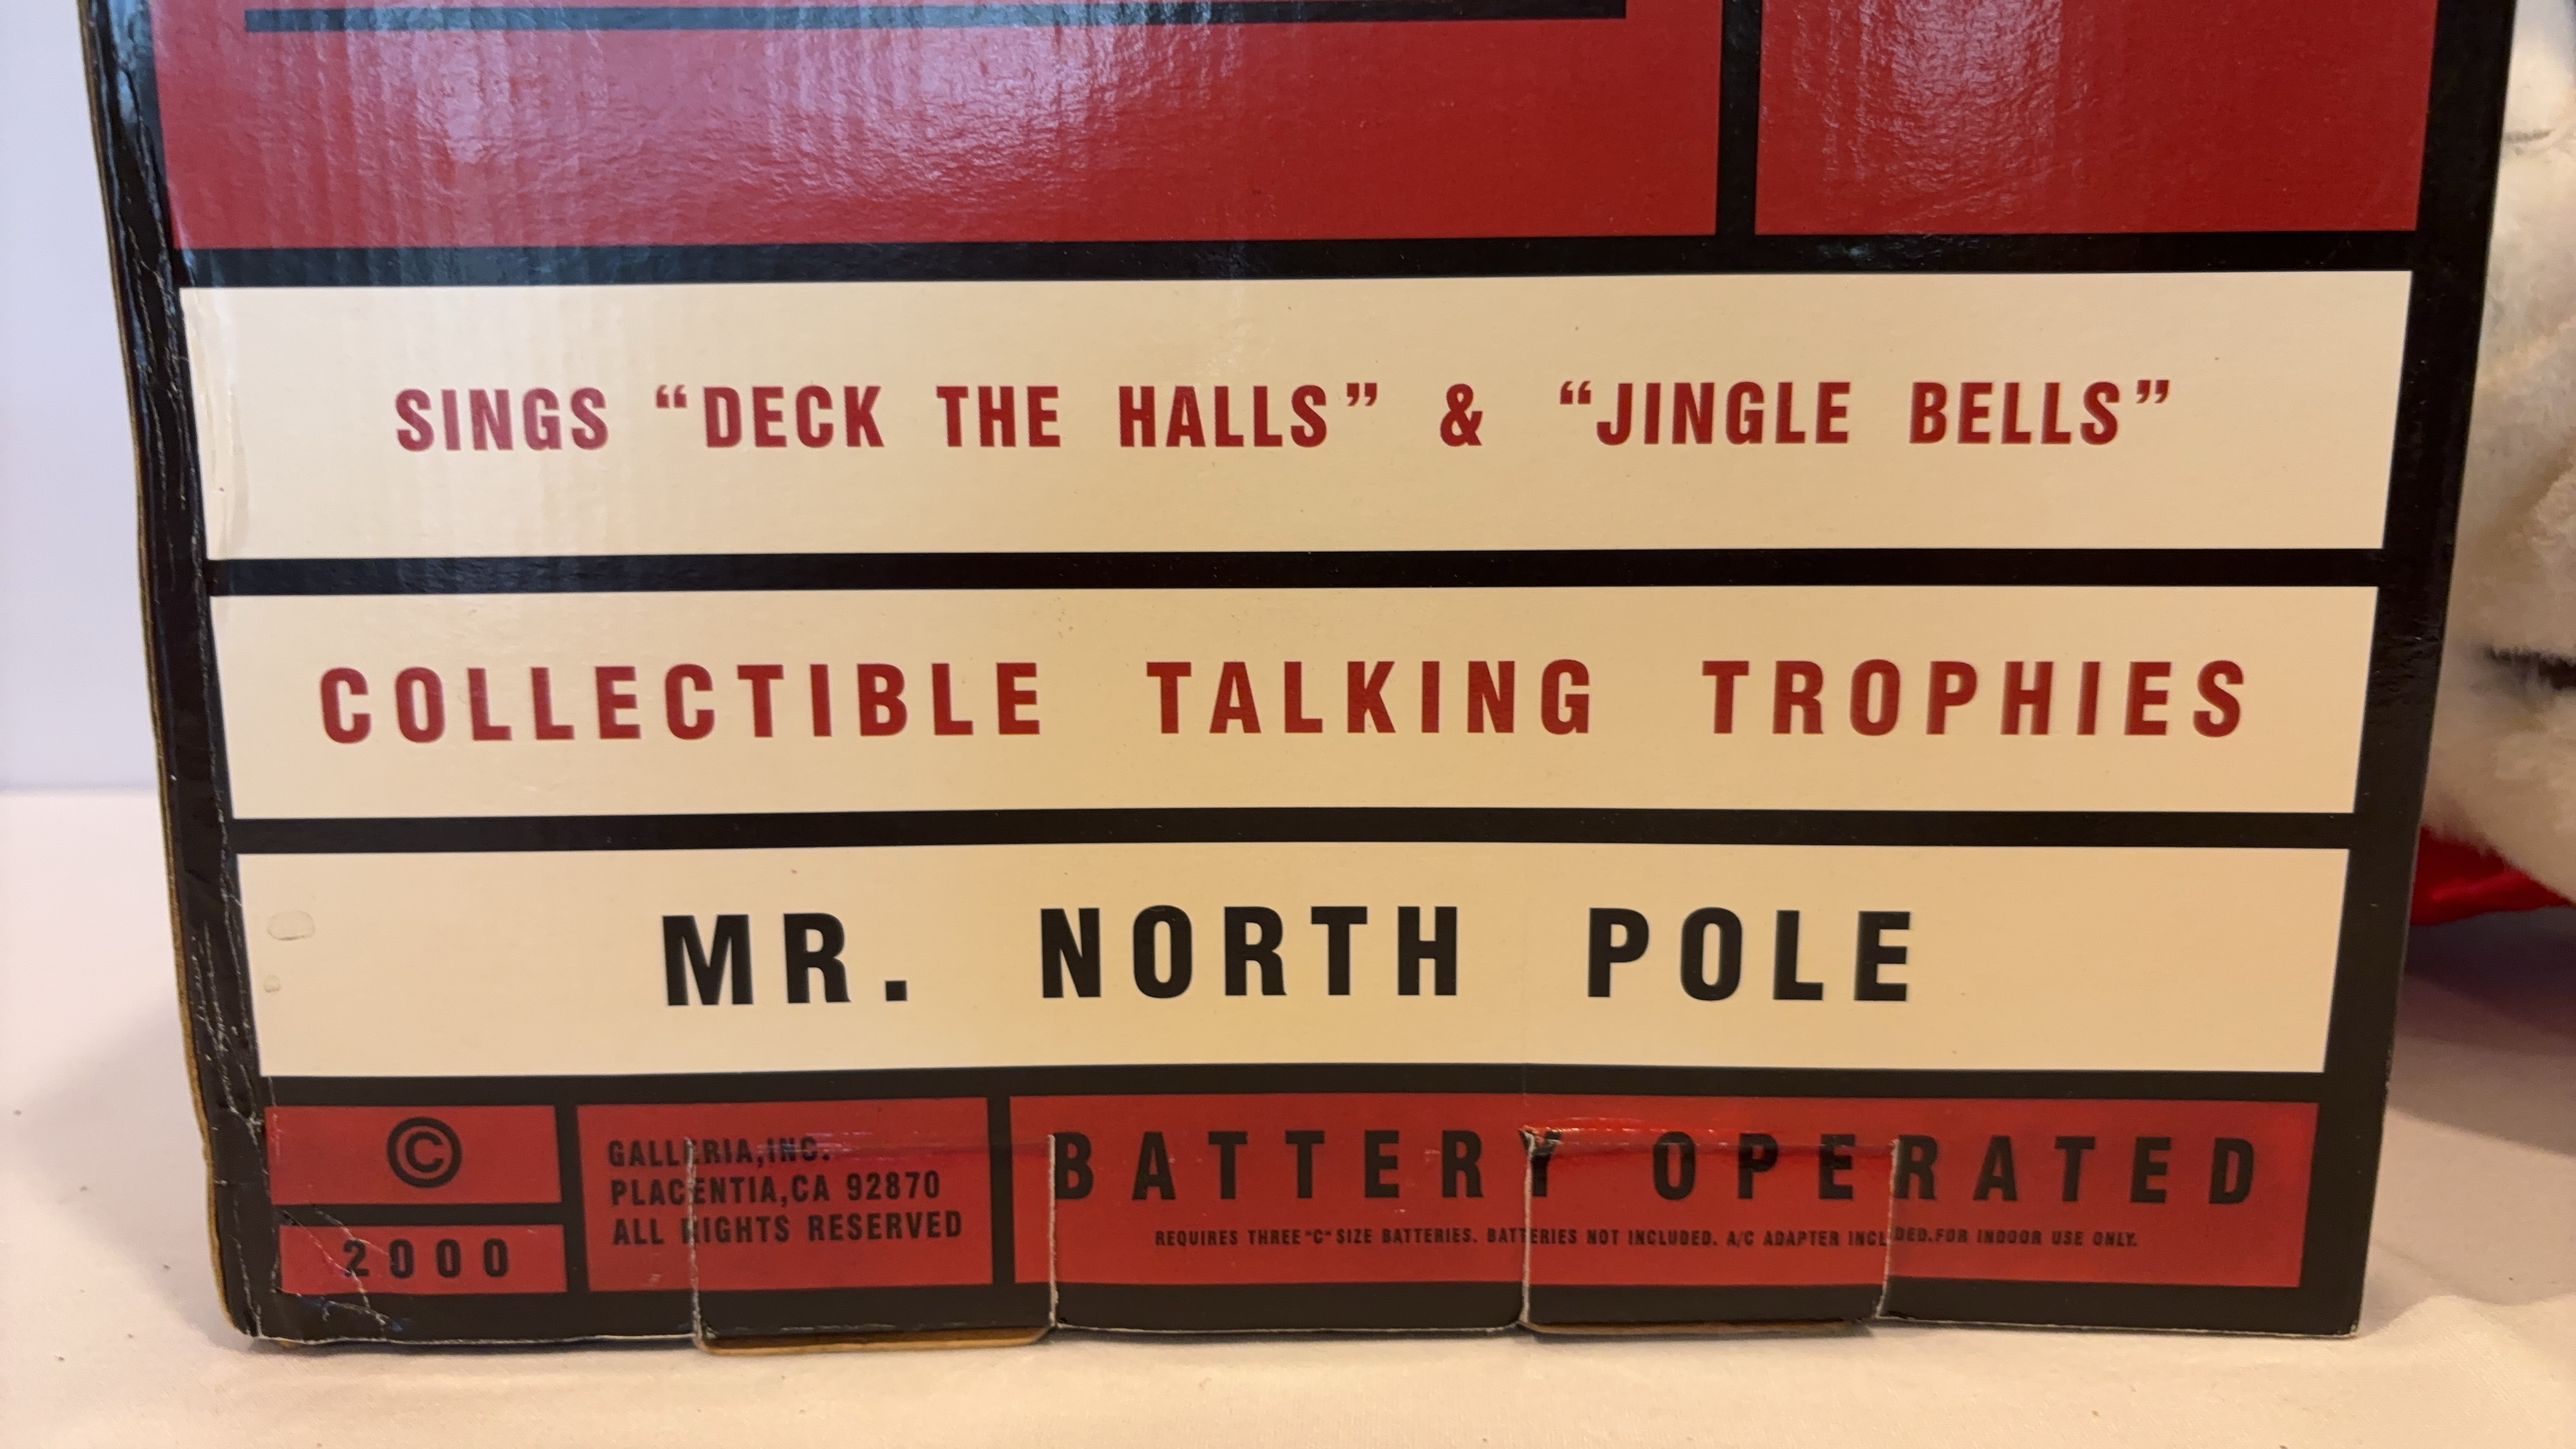 SINGS “DECK THE HALLS” & “JINGLE BELLS”
COLLECTIBLE TALKING TROPHIES
MR. NORTH POLE
©
2000
GALLERIA,INC.
PLACENTIA,CA 92870
ALL RIGHTS RESERVED
BATTERY OPERATED
REQUIRES THREE "C" SIZE BATTERIES. BATTERIES NOT INCLUDED. A/C ADAPTER INCLUDED.FOR INDOOR USE ONLY.